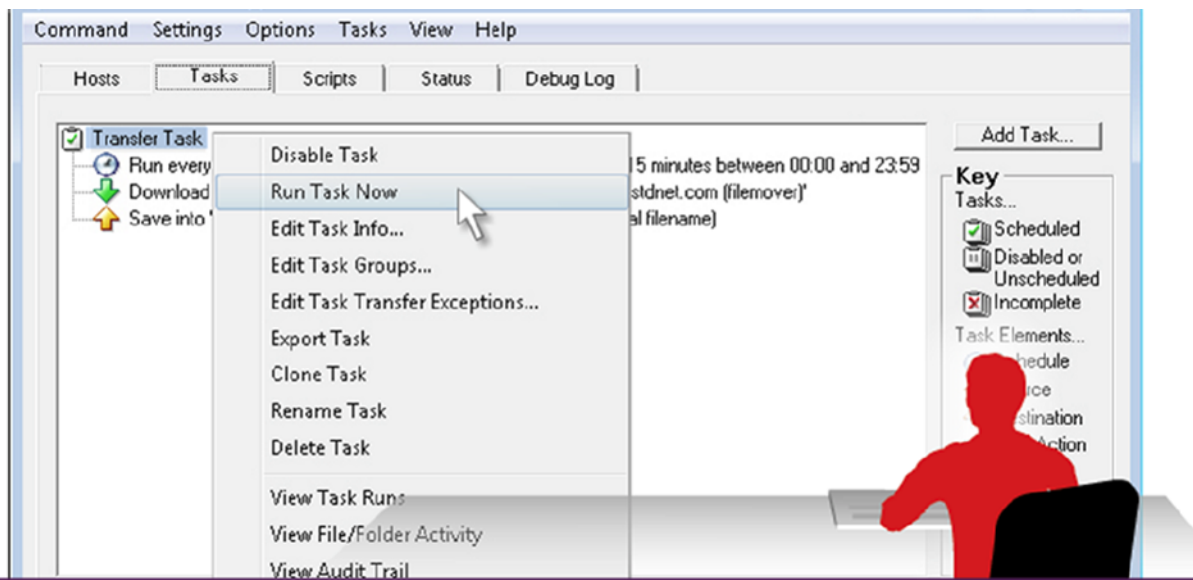 Command Settings Options Tasks View Help
Hosts Tasks Scripts Status Debug Log
Transfer Task
Run every 15 minutes between 00:00 and 23:59
Download stdnet.com (filemover)'
Save into ' al filename)
Disable Task
Run Task Now
Edit Task Info...
Edit Task Groups...
Edit Task Transfer Exceptions...
Export Task
Clone Task
Rename Task
Delete Task
View Task Runs
View File/Folder Activity
View Audit Trail
Add Task...
Key
Tasks...
Scheduled
Disabled or
Unscheduled
Incomplete
Task Elements...
hedule
rce
stination
Action